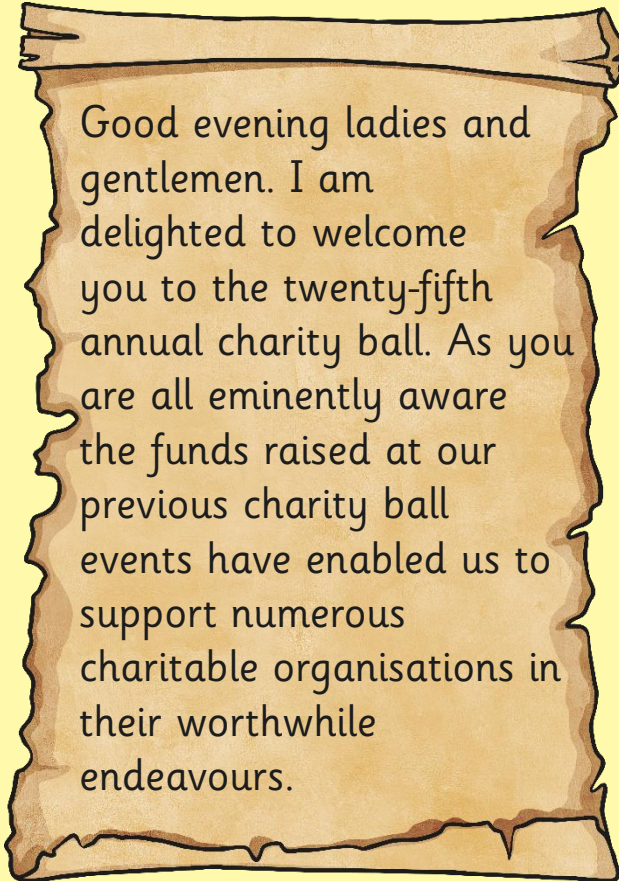 Good evening ladies and
gentlemen. I am
delighted to welcome
you to the twenty-fifth
annual charity ball. As you
are all eminently aware
the funds raised at our
previous charity ball
events have enabled us to
support numerous
charitable organisations in
their worthwhile
endeavours.